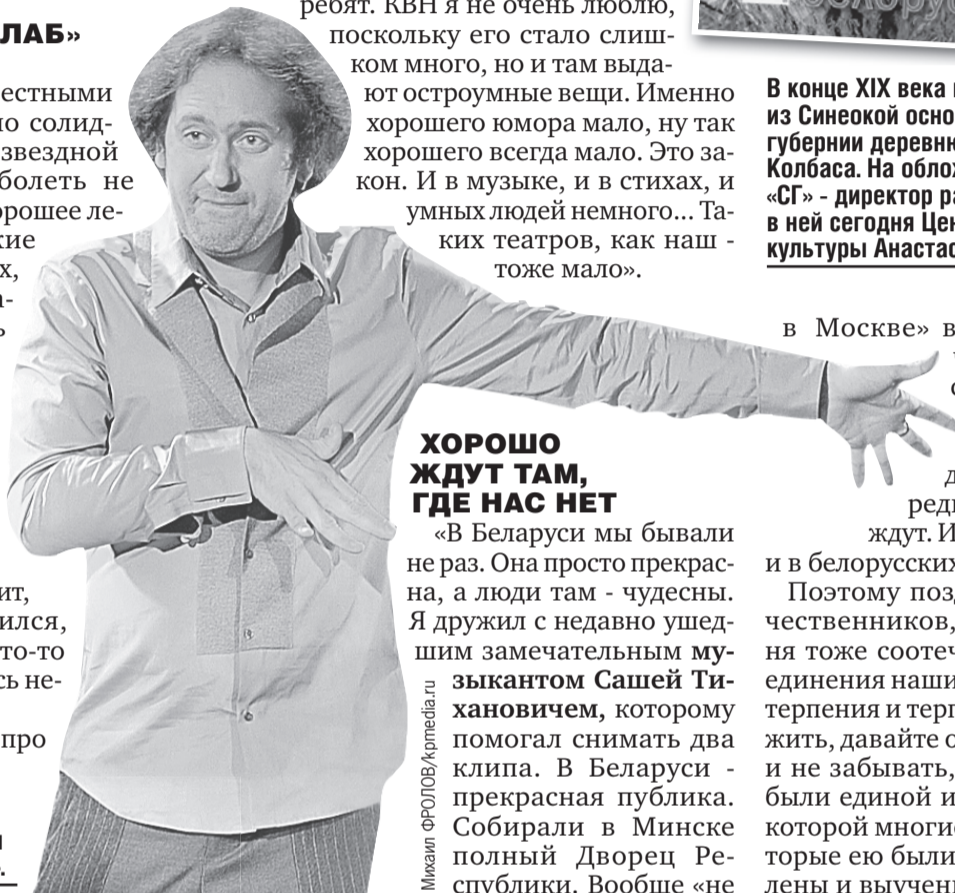 ЛАБ»
естными
но солид-
звездной
болеть не
орошее ле-
кие
х,
а-
ь
ит,
ился,
то-то
сь не-
про
ребят. КВН я не очень люблю,
поскольку его стало слиш-
ком много, но и там выда-
ют остроумные вещи. Именно
хорошего юмора мало, ну так
хорошего всегда мало. Это за-
кон. И в музыке, и в стихах, и
умных людей немного... Та-
ких театров, как наш -
тоже мало».
ХОРОШО
ЖДУТ ТАМ,
ГДЕ НАС НЕТ
«В Беларуси мы бывали
не раз. Она просто прекрас-
на, а люди там - чудесны.
Я дружил с недавно ушед-
шим замечательным му-
зыкантом Сашей Ти-
хановичем, которому
помогал снимать два
клипа. В Беларуси -
прекрасная публика.
Собирали в Минске
полный Дворец Ре-
спублики. Вообще «не
Михаил ФРОЛОВ/kpmedia.ru
В конце XIX века
из Синеокой осно
губернии деревню
Колбаса. На облож
«СГ» - директор ра
в ней сегодня Цен
культуры Анастас
в Москве» в
д
редк
ждут. И
и в белорусских
Поэтому поз
чественников,
ня тоже соотеч
единения наши
терпения и терп
жить, давайте о
и не забывать,
были единой и
которой многие
торые ею были
лены и выучены